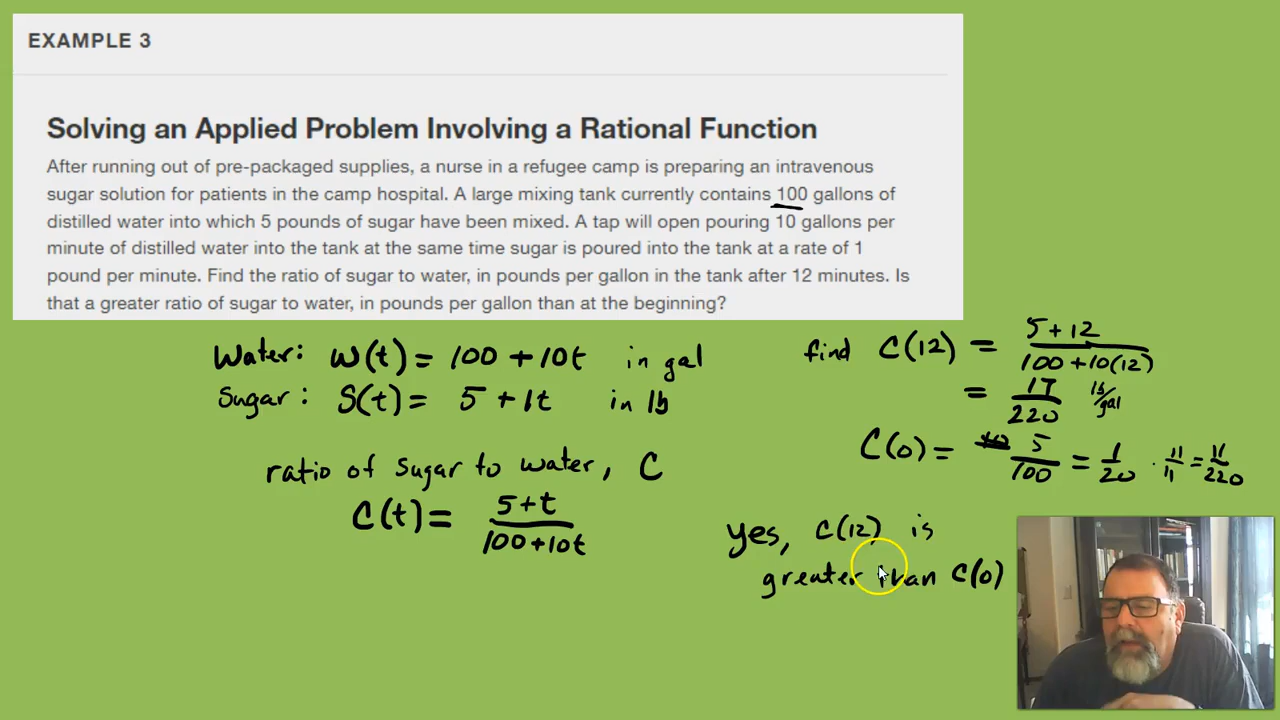 EXAMPLE 3
Solving an Applied Problem Involving a Rational Function
After running out of pre-packaged supplies, a nurse in a refugee camp is preparing an intravenous
sugar solution for patients in the camp hospital. A large mixing tank currently contains 100 gallons of
distilled water into which 5 pounds of sugar have been mixed. A tap will open pouring 10 gallons per
minute of distilled water into the tank at the same time sugar is poured into the tank at a rate of 1
pound per minute. Find the ratio of sugar to water, in pounds per gallon in the tank after 12 minutes. Is
that a greater ratio of sugar to water, in pounds per gallon than at the beginning?
Water: W(t) = 100 + 10t in gal
Sugar: S(t) = 5 + 1t in lb
ratio of sugar to water, C
C(t) = 5+t / 100+10t
find C(12) = 5+12 / 100+10(12)
= 17/220 lb/gal
C(0) = 5/100 = 1/20 · 11/11 = 11/220
yes, C(12) is
greater than C(0)